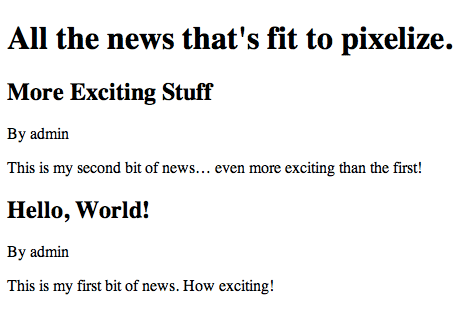 All the news that's fit to pixelize.
More Exciting Stuff
By admin
This is my second bit of news… even more exciting than the first!
Hello, World!
By admin
This is my first bit of news. How exciting!